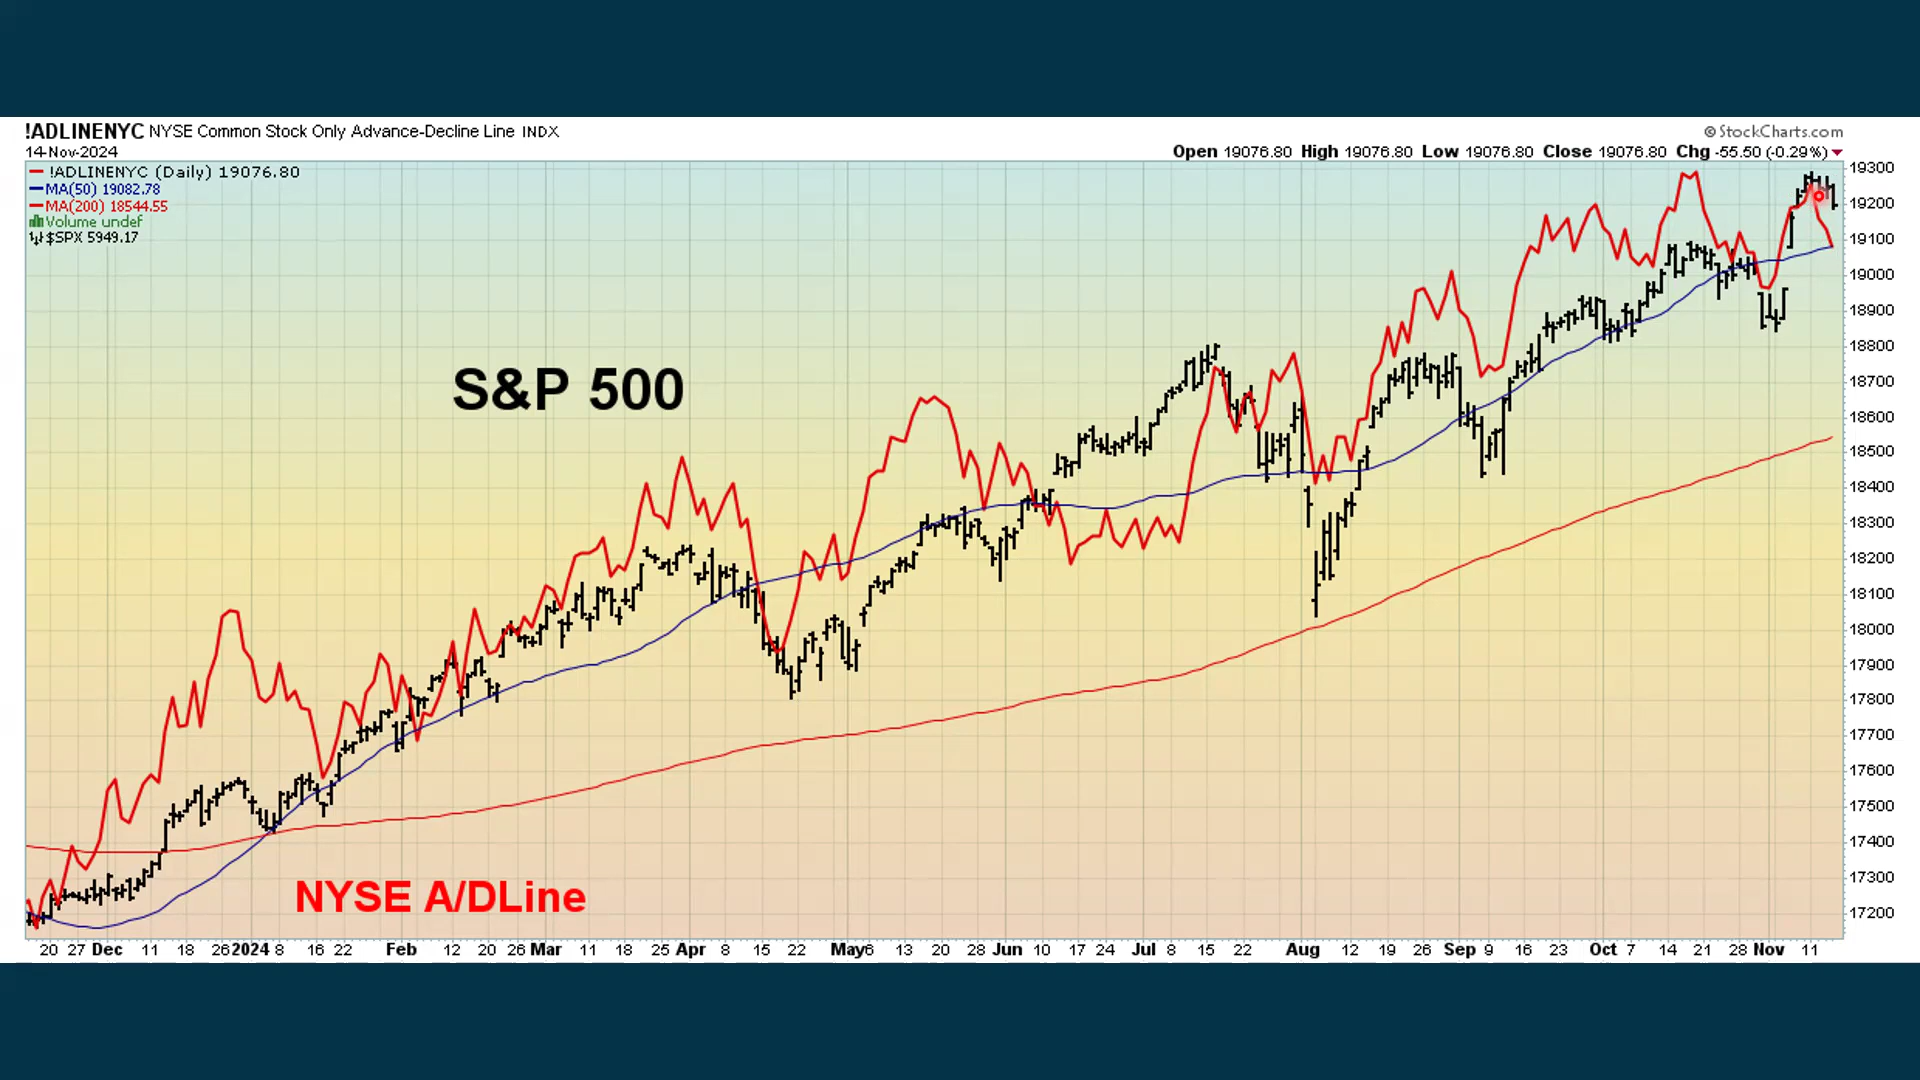 !ADLINENYC NYSE Common Stock Only Advance-Decline Line INDX
© StockCharts.com
14-Nov-2024
Open 19076.80 High 19076.80 Low 19076.80 Close 19076.80 Chg -55.50 (-0.29%)
!ADLINENYC (Daily) 19076.80
MA(50) 19082.78
MA(200) 18544.55
Volume undef
$SPX 5949.17
19300
19200
19100
19000
18900
18800
18700
18600
18500
18400
18300
18200
18100
18000
17900
17800
17700
17600
17500
17400
17300
17200
S&P 500
NYSE A/DLine
20 27 Dec 11 18 26 2024 8 16 22 Feb 12 20 26 Mar 11 18 25 Apr 8 15 22 May 6 13 20 28 Jun 10 17 24 Jul 8 15 22 Aug 12 19 26 Sep 9 16 23 Oct 7 14 21 28 Nov 11